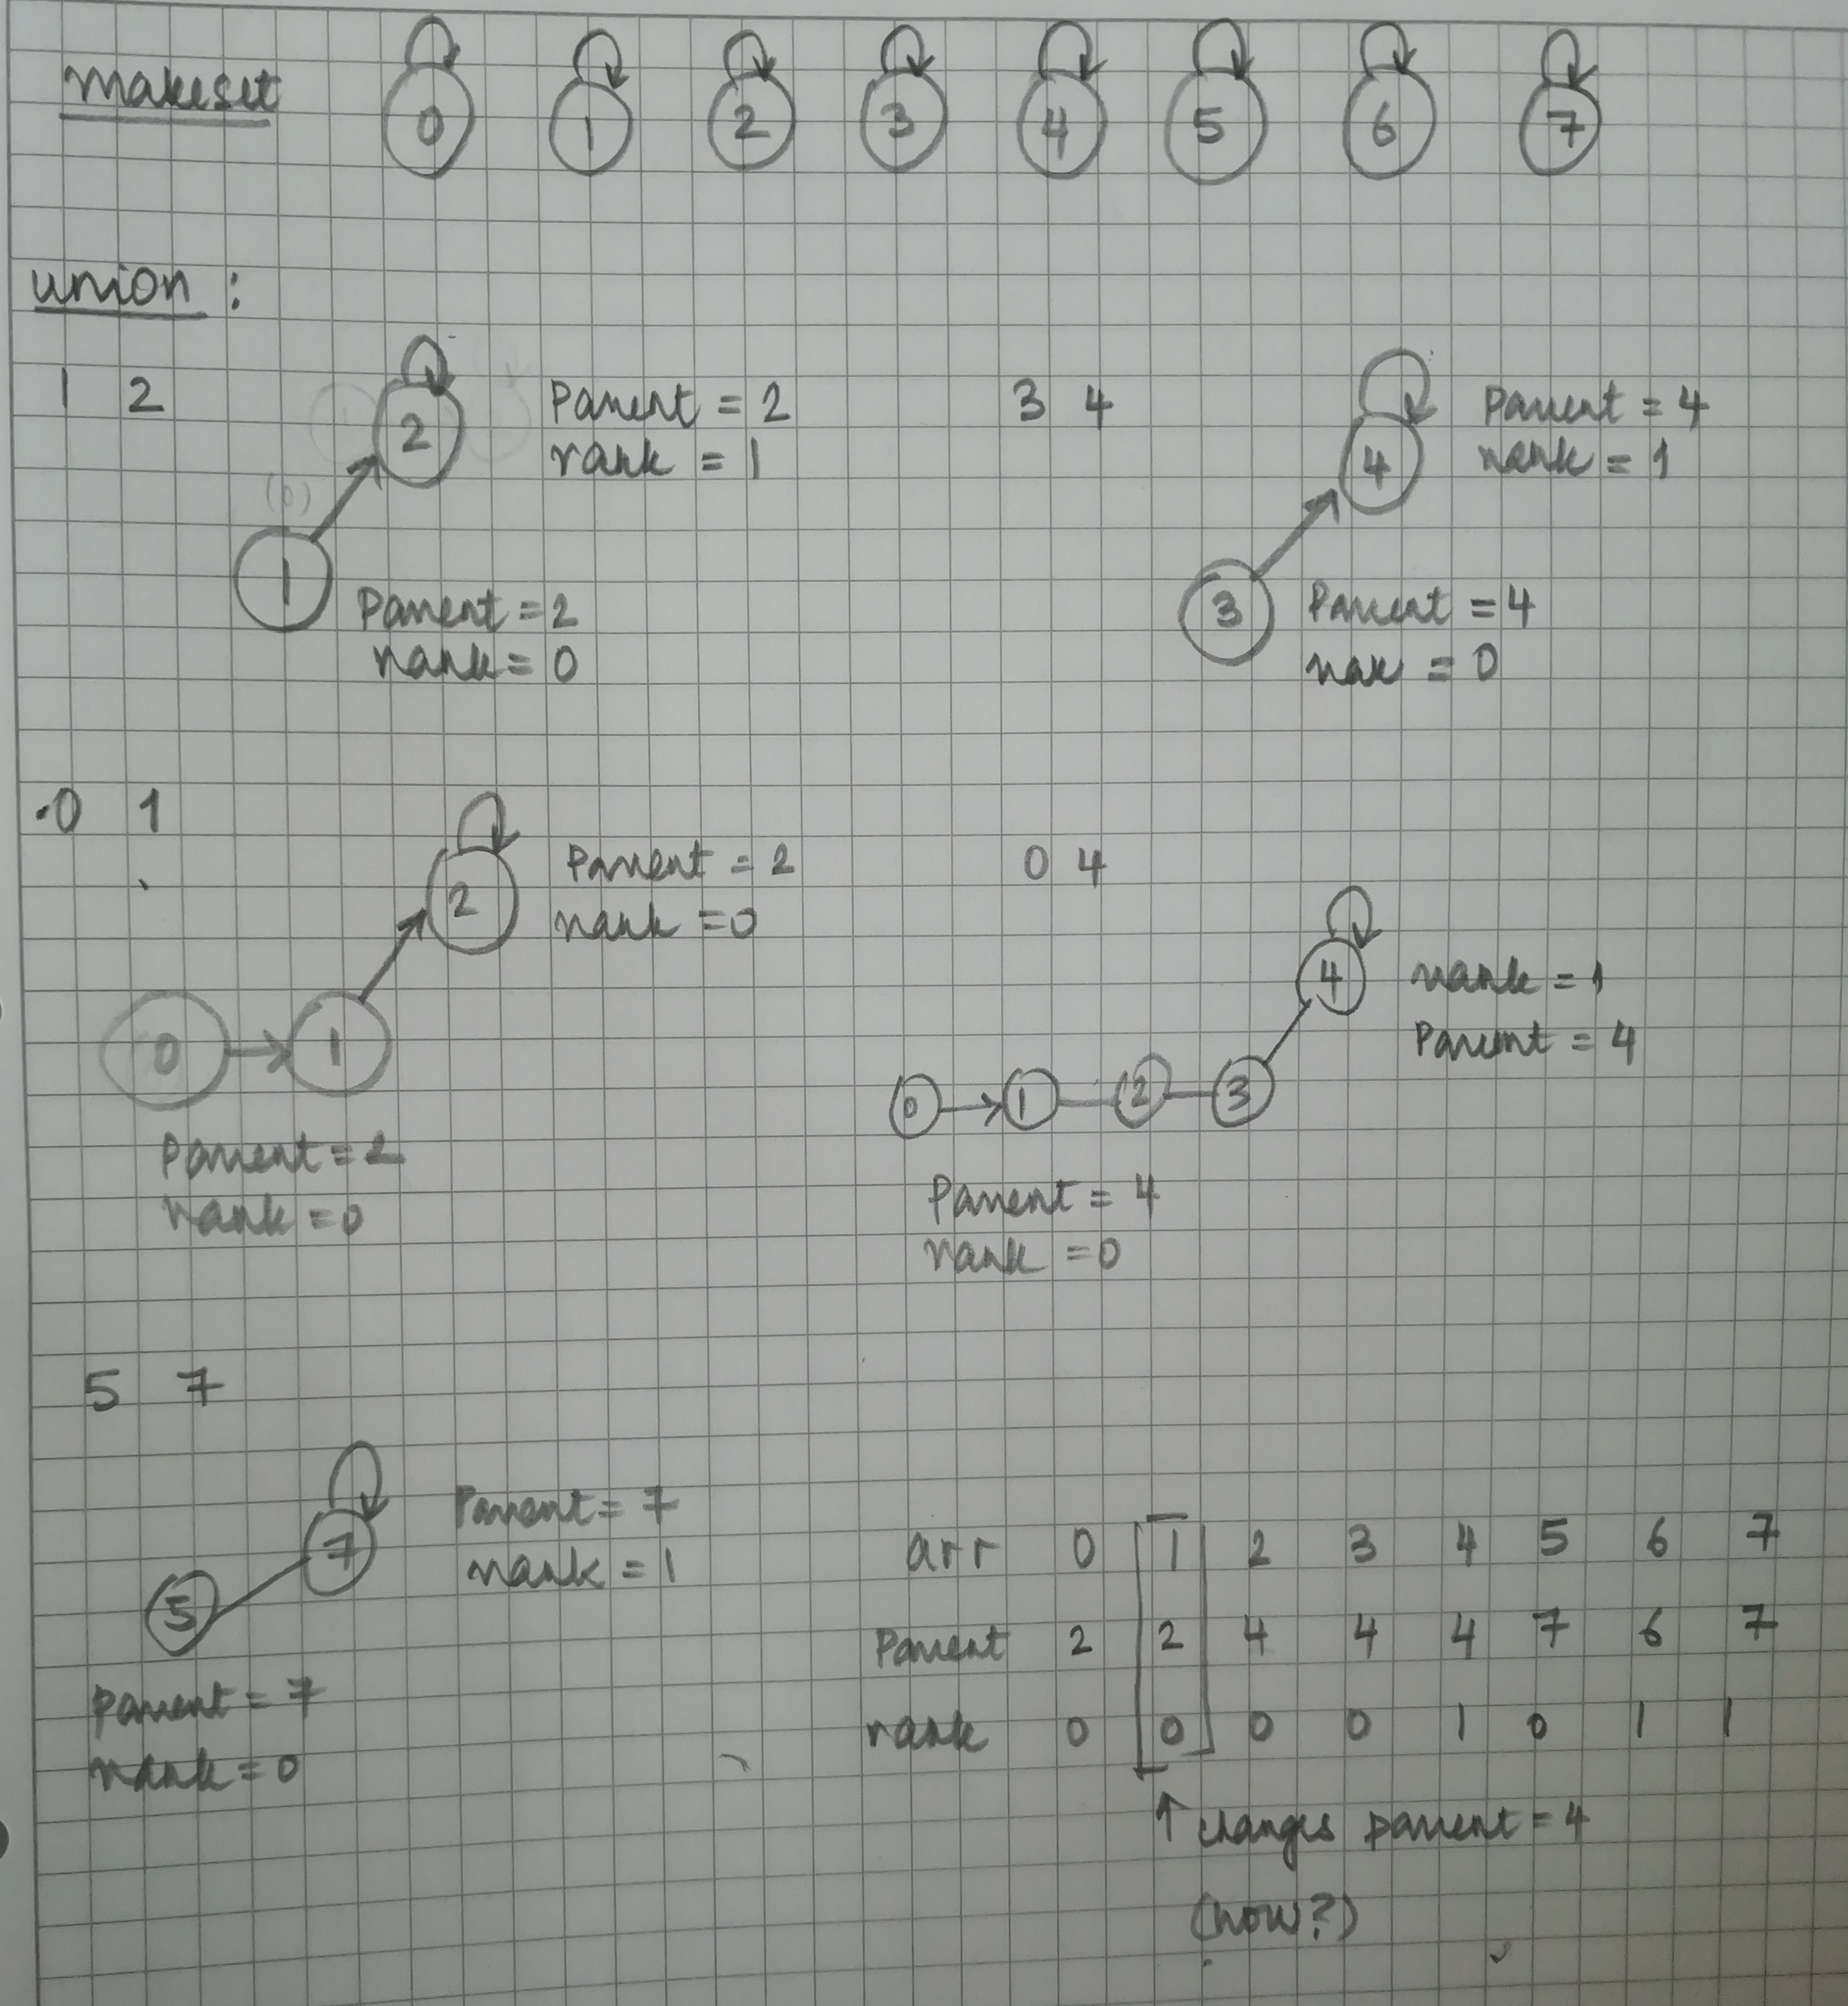 makeset 0 1 2 3 4 5 6 7
union :
1 2
2
Parent = 2
rank = 1
1
Parent = 2
rank = 0
3 4
4
Parent = 4
rank = 1
3
Parent = 4
rak = 0
0 1
2
Parent = 2
rank = 0
0 1
Parent = 2
rank = 0
0 4
4
rank = 1
Parent = 4
0 1 2 3
Parent = 4
rank = 0
5 7
7
Parent = 7
rank = 1
5
Parent = 7
rank = 0
arr 0 1 2 3 4 5 6 7
Parent 2 2 4 4 4 7 6 7
rank 0 0 0 0 1 0 1 1
↑ changes parent = 4
(how?)